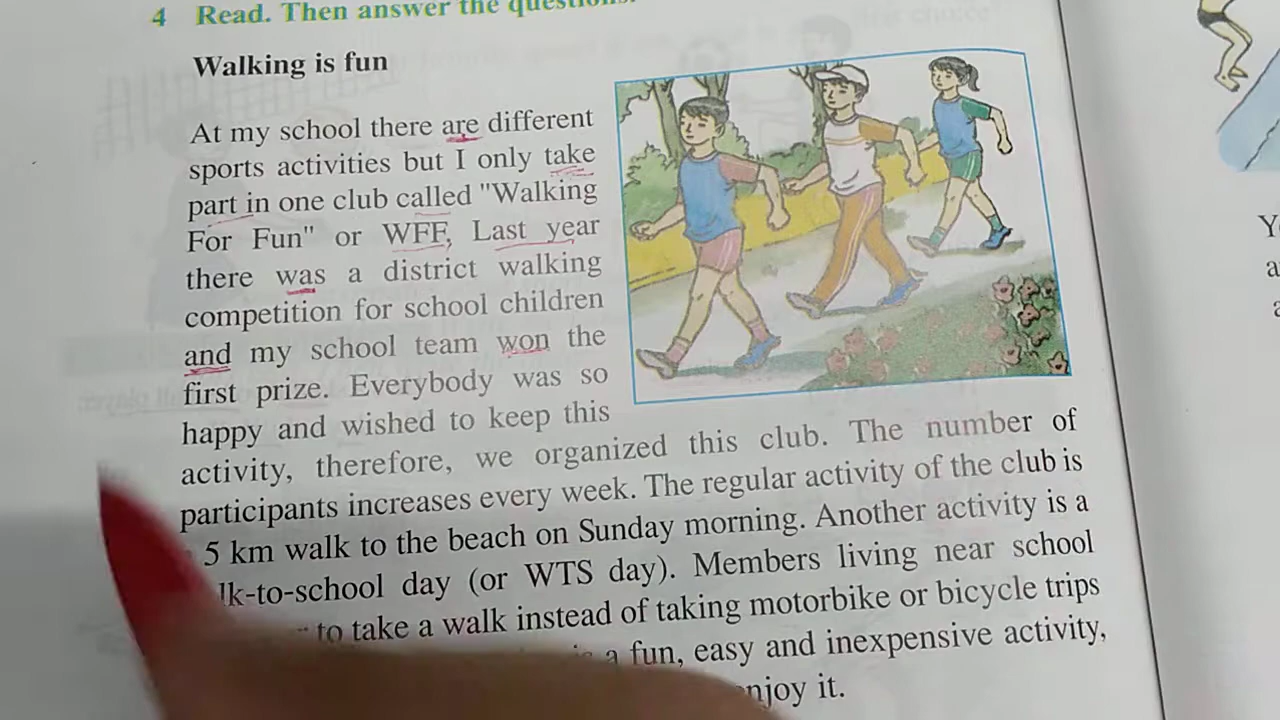 4 Read. Then answer the questions.
Walking is fun
At my school there are different
sports activities but I only take
part in one club called "Walking
For Fun" or WFF, Last year
there was a district walking
competition for school children
and my school team won the
first prize. Everybody was so
happy and wished to keep this
activity, therefore, we organized this club. The number of
participants increases every week. The regular activity of the club is
5 km walk to the beach on Sunday morning. Another activity is a
lk-to-school day (or WTS day). Members living near school
to take a walk instead of taking motorbike or bicycle trips
a fun, easy and inexpensive activity,
njoy it.